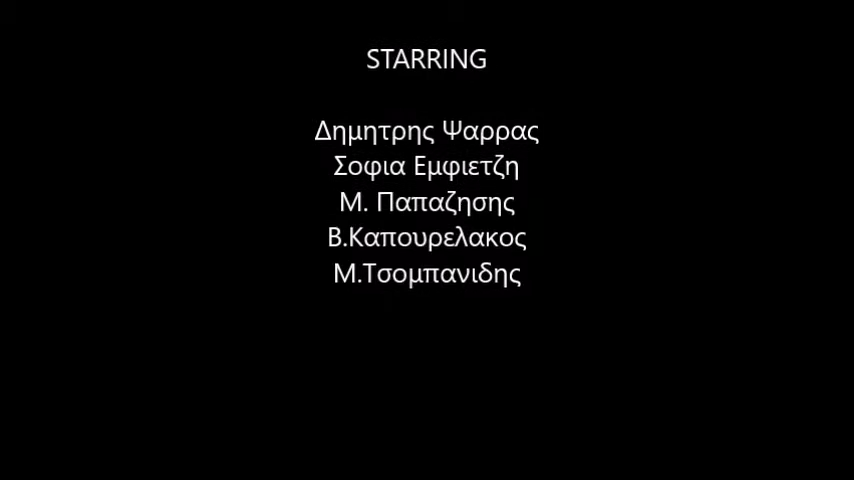 STARRING
Δημητρης Ψαρρας
Σοφια Εμφιετζη
Μ. Παπαζησης
Β.Καπουρελακος
Μ.Τσομπανιδης